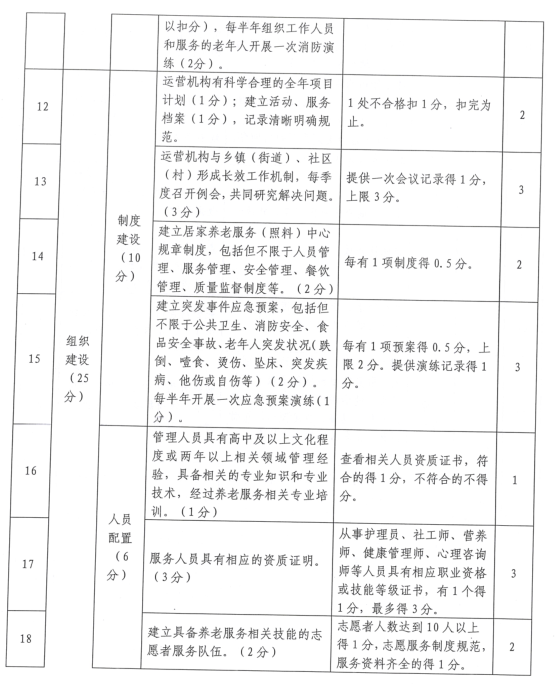 以扣分），每半年组织工作人员
和服务的老年人开展一次消防演
练（2分）。
12
运营机构有科学合理的全年项目
计划（1分）；建立活动、服务
档案（1分），记录清晰明确规
范。
1处不合格扣1分，扣完为
止。
2
13
运营机构与乡镇（街道）、社区
（村）形成长效工作机制，每季
度召开例会，共同研究解决问题。
（3分）
提供一次会议记录得1分，
上限3分。
3
制度
建设
（10
分）
14
建立居家养老服务（照料）中心
规章制度，包括但不限于人员管
理、服务管理、安全管理、餐饮
管理、质量监督制度等。（2分）
每有1项制度得0.5分。
2
组织
建设
（25
分）
15
建立突发事件应急预案，包括但
不限于公共卫生、消防安全、食
品安全事故、老年人突发状况（跌
倒、噎食、烫伤、坠床、突发疾
病、他伤或自伤等）（2分）。
每半年开展一次应急预案演练（1
分）。
每有1项预案得0.5分，上
限2分。提供演练记录得1
分。
3
16
管理人员具有高中及以上文化程
度或两年以上相关领域管理经
验，具备相关的专业知识和专业
技术，经过养老服务相关专业培
训。（1分）
查看相关人员资质证书，符
合的得1分，不符合的不得
分。
1
人员
配置
（6
分）
17
服务人员具有相应的资质证明。
（3分）
从事护理员、社工师、营养
师、健康管理师、心理咨询
师等人员具有相应职业资格
或技能等级证书，有1个得
1分，最多得3分。
3
18
建立具备养老服务相关技能的志
愿者服务队伍。（2分）
志愿者人数达到10人以上
得1分，志愿服务制度规范，
服务资料齐全的得1分。
2